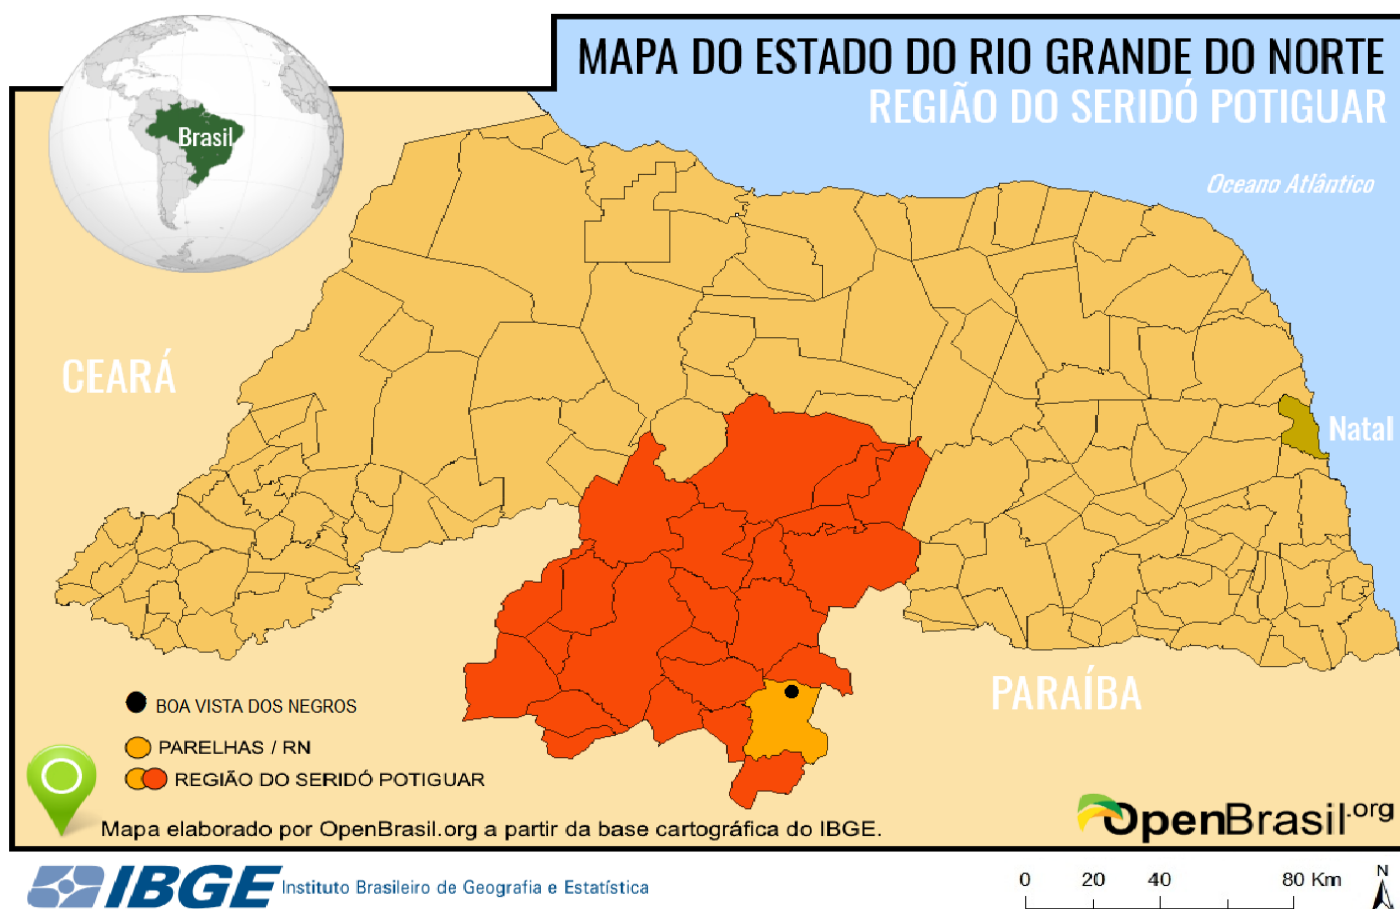 MAPA DO ESTADO DO RIO GRANDE DO NORTE
REGIÃO DO SERIDÓ POTIGUAR
Brasil
Oceano Atlântico
CEARÁ
Natal
PARAÍBA
BOA VISTA DOS NEGROS
PARELHAS / RN
REGIÃO DO SERIDÓ POTIGUAR
Mapa elaborado por OpenBrasil.org a partir da base cartográfica do IBGE.
OpenBrasil.org
IBGE Instituto Brasileiro de Geografia e Estatística
0 20 40 80 Km
N